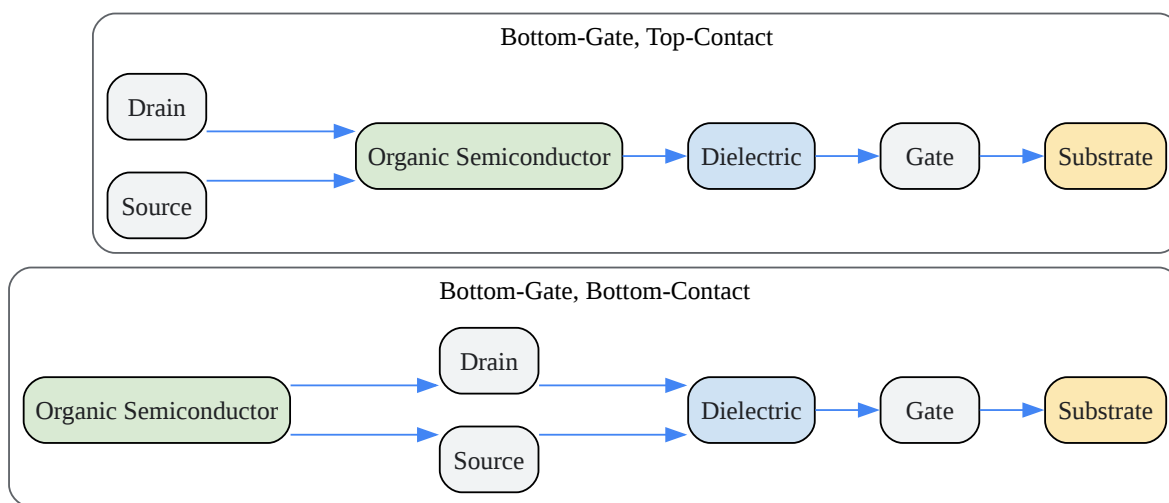 Bottom-Gate, Top-Contact
Drain
Source
Organic Semiconductor
Dielectric
Gate
Substrate
Bottom-Gate, Bottom-Contact
Organic Semiconductor
Drain
Source
Dielectric
Gate
Substrate